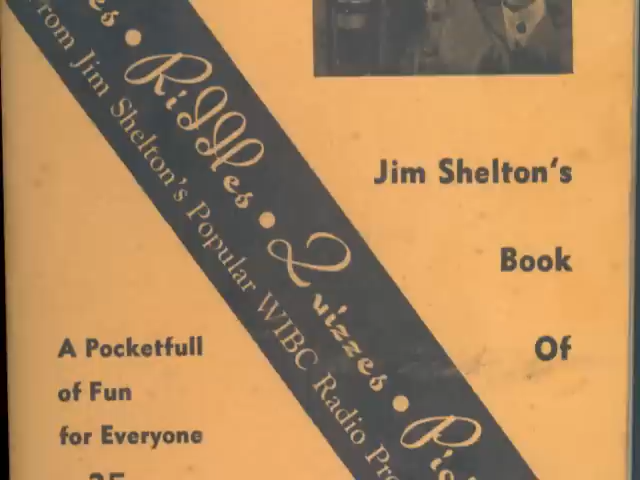 Riddles • Quizzes •
From Jim Shelton's Popular WIBC Radio
Jim Shelton's
Book
Of
A Pocketfull
of Fun
for Everyone